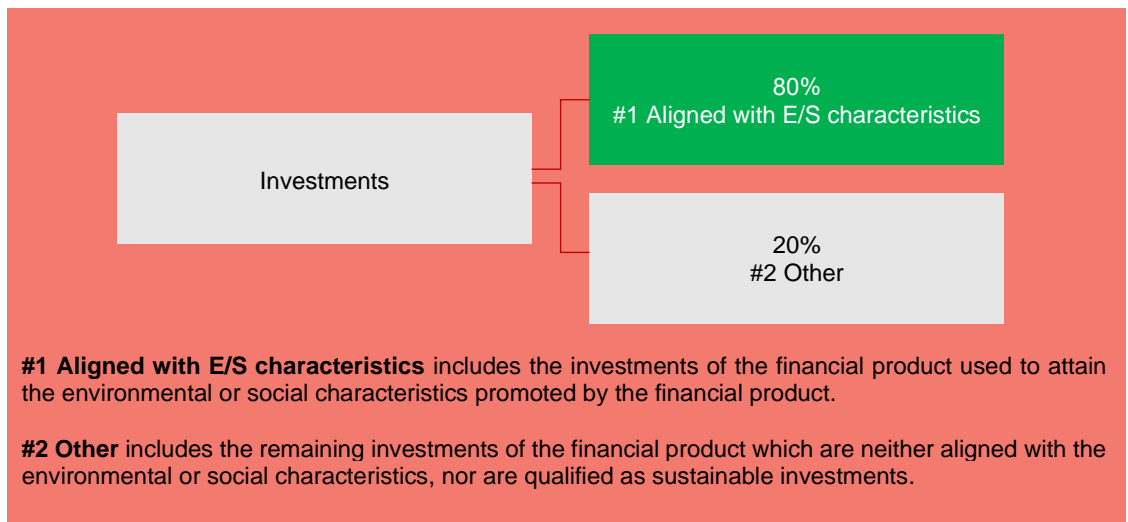 80%
#1 Aligned with E/S characteristics
Investments
20%
#2 Other
#1 Aligned with E/S characteristics includes the investments of the financial product used to attain
the environmental or social characteristics promoted by the financial product.
#2 Other includes the remaining investments of the financial product which are neither aligned with the
environmental or social characteristics, nor are qualified as sustainable investments.